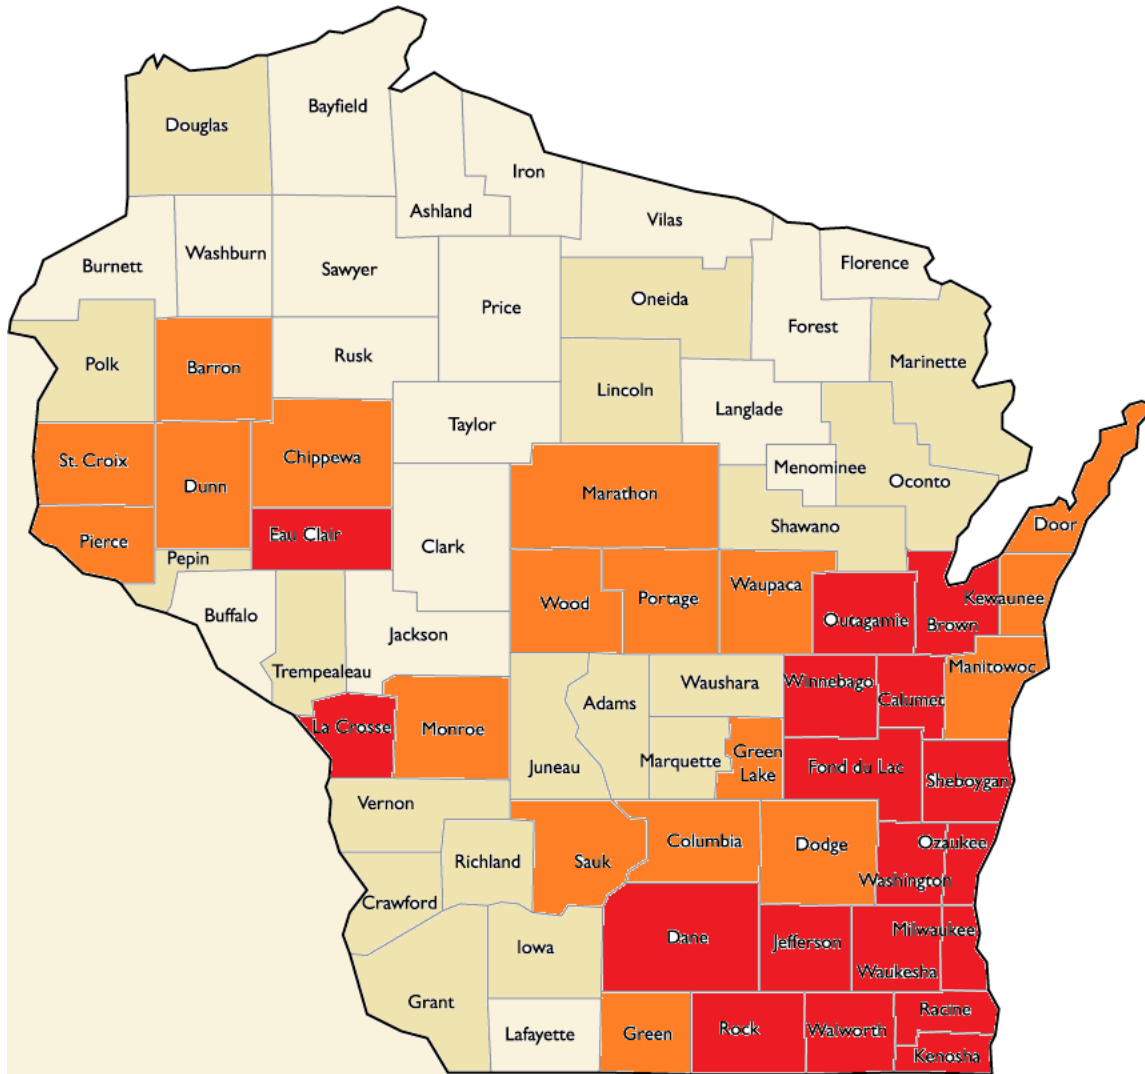 Bayfield
Douglas
Iron
Ashland
Vilas
Washburn
Burnett
Sawyer
Florence
Oneida
Price
Forest
Rusk
Polk
Barron
Marinette
Lincoln
Langlade
Taylor
Chippewa
St. Croix
Menominee
Dunn
Oconto
Marathon
Shawano
Door
Eau Clair
Pierce
Clark
Pepin
Waupaca
Portage
Wood
Kewaunee
Buffalo
Outagamie
Brown
Jackson
Manitowoc
Trempealeau
Waushara
Winnebago
Calumet
Adams
La Crosse
Monroe
Green
Lake
Marquette
Juneau
Fond du Lac
Sheboygan
Vernon
Columbia
Dodge
Ozaukee
Richland
Sauk
Washington
Crawford
Milwaukee
Dane
Jefferson
Iowa
Waukesha
Grant
Racine
Rock
Walworth
Lafayette
Green
Kenosha